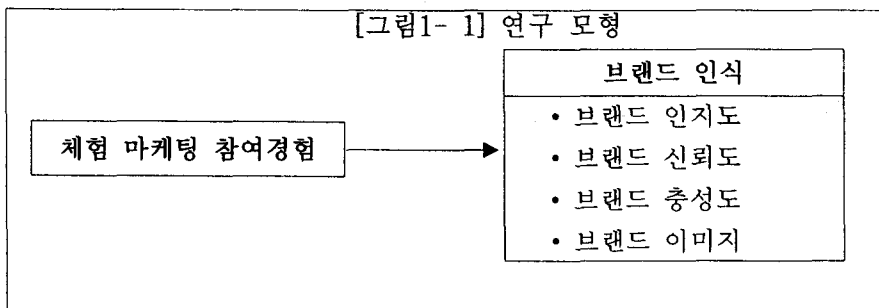 [그림1- 1] 연구 모형
브랜드 인식
• 브랜드 인지도
체험 마케팅 참여경험
• 브랜드 신뢰도
• 브랜드 충성도
• 브랜드 이미지